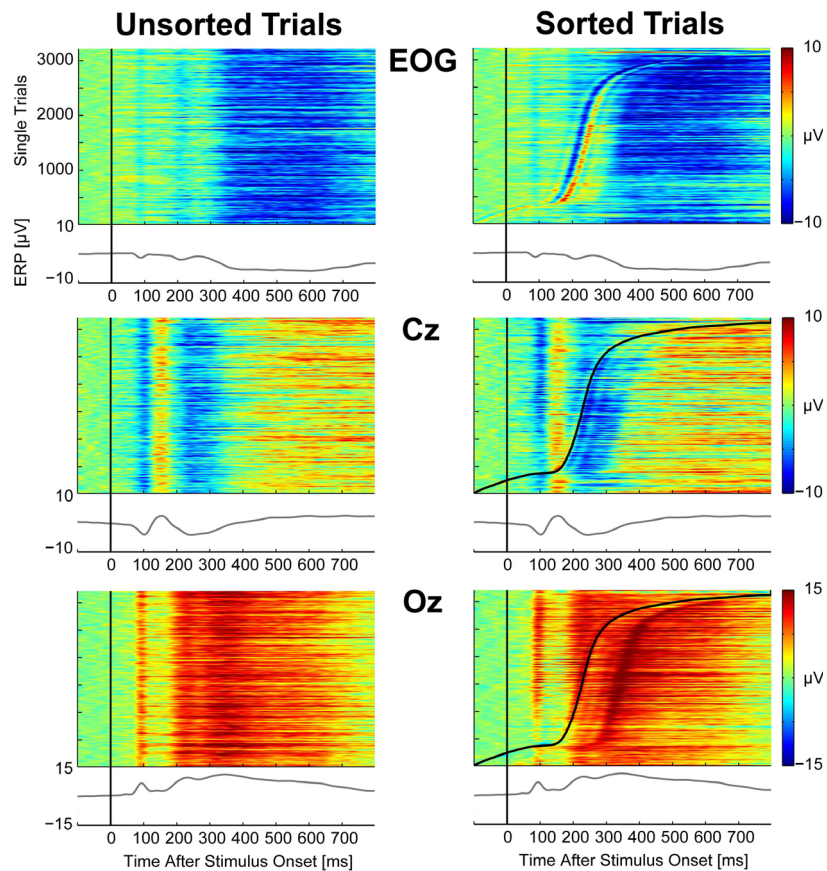 Unsorted Trials
Sorted Trials
EOG
Single Trials
3000
2000
1000
10
μV
−10
ERP [μV]
10
−10
0 100 200 300 400 500 600 700
0 100 200 300 400 500 600 700
Cz
10
μV
−10
10
−10
0 100 200 300 400 500 600 700
0 100 200 300 400 500 600 700
Oz
15
μV
−15
15
−15
0 100 200 300 400 500 600 700
0 100 200 300 400 500 600 700
Time After Stimulus Onset [ms]
Time After Stimulus Onset [ms]